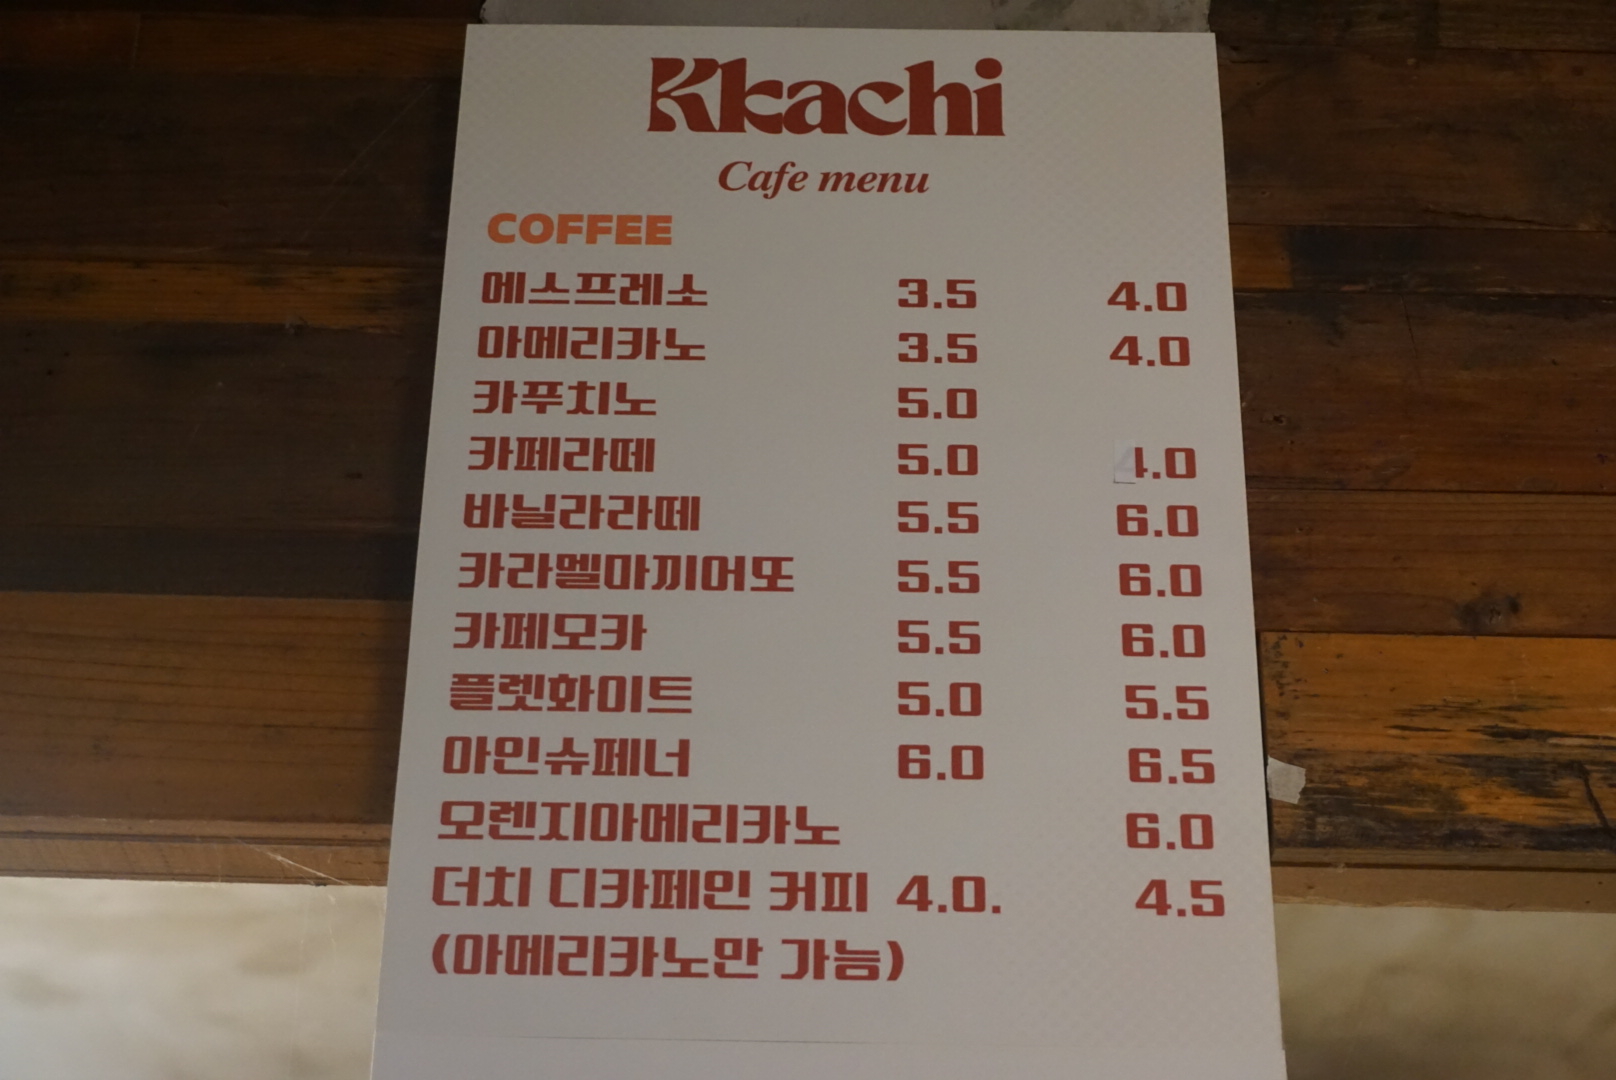 Kkachi
Cafe menu
COFFEE
에스프레소 3.5 4.0
아메리카노 3.5 4.0
카푸치노 5.0
카페라떼 5.0 4.0
바닐라라떼 5.5 6.0
카라멜마끼어또 5.5 6.0
카페모카 5.5 6.0
플렛화이트 5.0 5.5
아인슈페너 6.0 6.5
모렌지아메리카노 6.0
더치 디카페인 커피 4.0. 4.5
(아메리카노만 가능)